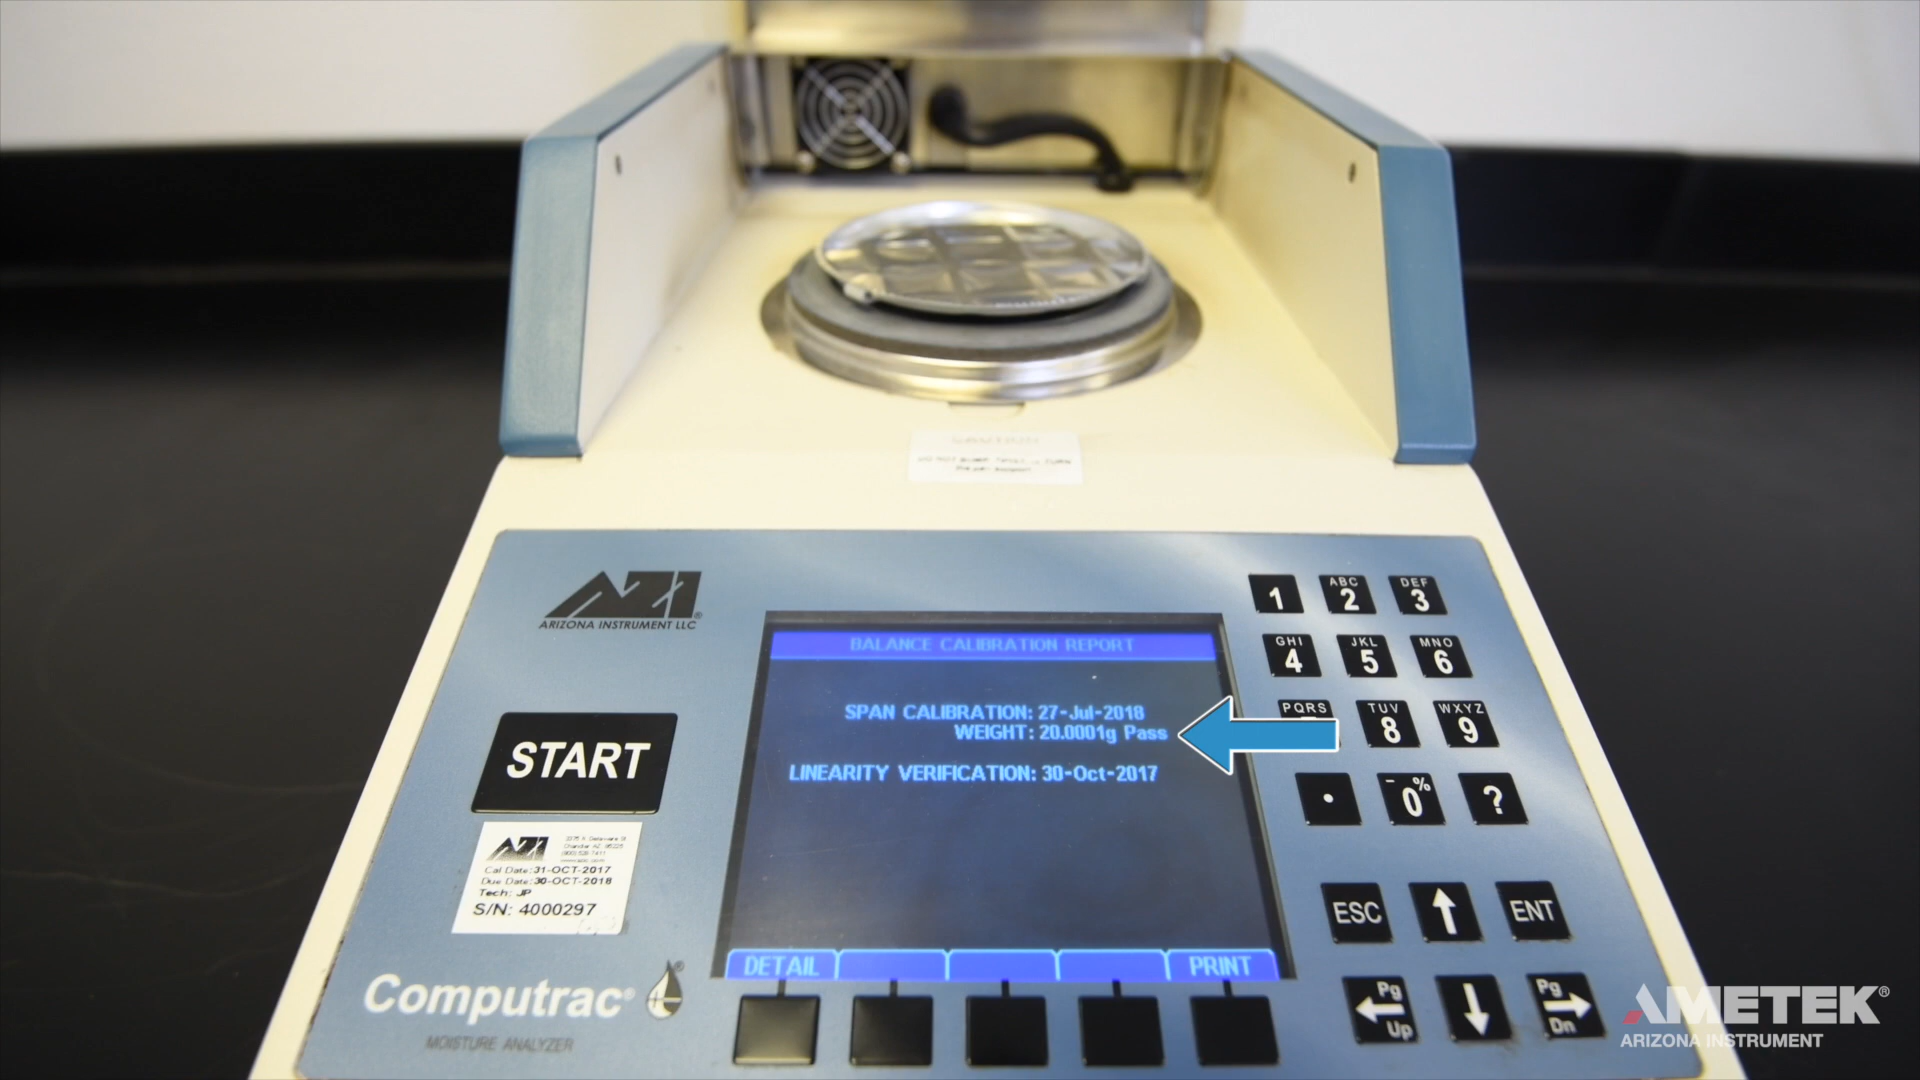 CAUTION
AZI®
ARIZONA INSTRUMENT LLC
BALANCE CALIBRATION REPORT
SPAN CALIBRATION: 27-Jul-2018
WEIGHT: 20.0001g Pass
LINEARITY VERIFICATION: 30-Oct-2017
DETAIL
PRINT
START
AZI
Cal Date: 31-OCT-2017
Due Date: 30-OCT-2018
Tech: JP
S/N: 4000297
Computrac®
MOISTURE ANALYZER
1
ABC
2
DEF
3
GHI
4
JKL
5
MNO
6
PQRS
TUV
8
WXYZ
9
.
- 0 %
?
ESC
ENT
Pg
Up
Pg
Dn
AMETEK®
ARIZONA INSTRUMENT